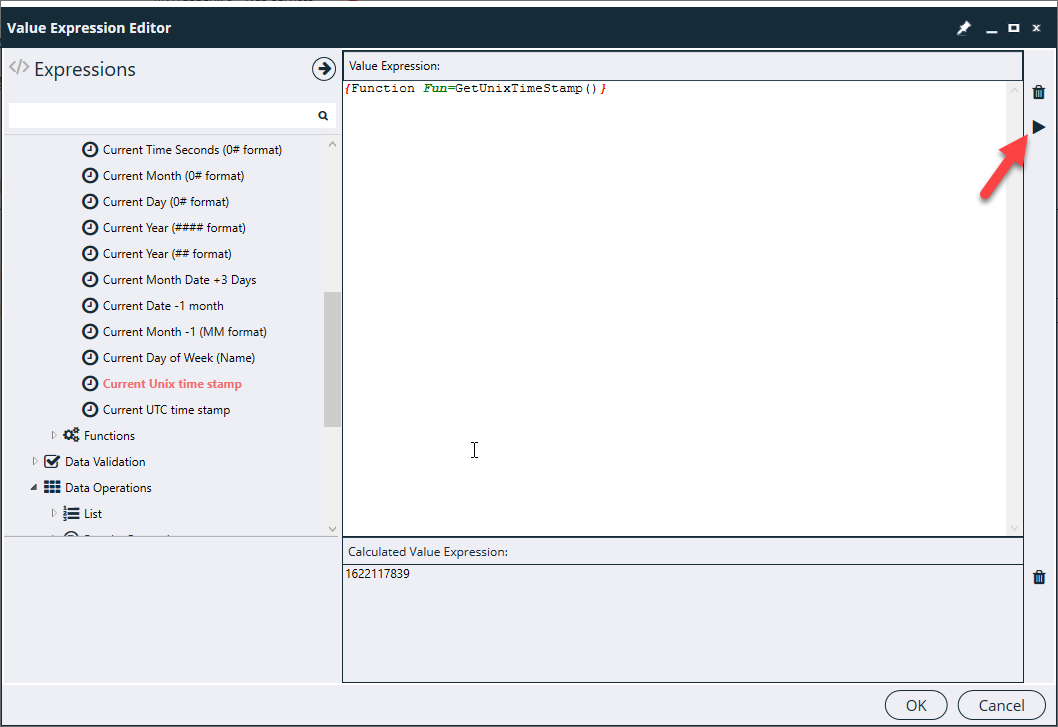 Value Expression Editor
</> Expressions
Current Time Seconds (0# format)
Current Month (0# format)
Current Day (0# format)
Current Year (#### format)
Current Year (## format)
Current Month Date +3 Days
Current Date -1 month
Current Month -1 (MM format)
Current Day of Week (Name)
Current Unix time stamp
Current UTC time stamp
Functions
Data Validation
Data Operations
List
Value Expression:
{Function Fun=GetUnixTimeStamp()}
Calculated Value Expression:
1622117839
OK
Cancel